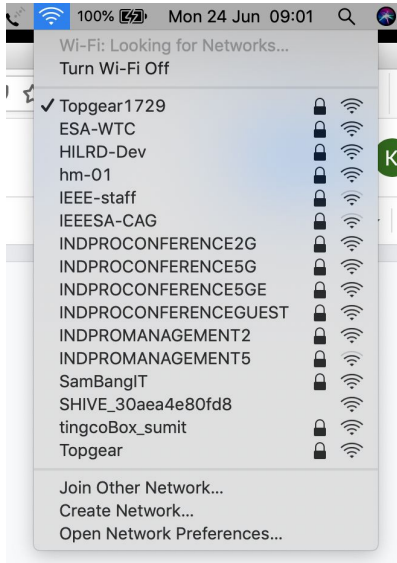 100% Mon 24 Jun 09:01
Wi-Fi: Looking for Networks...
Turn Wi-Fi Off
Topgear1729
ESA-WTC
HILRD-Dev
K
hm-01
IEEE-staff
IEEESA-CAG
INDPROCONFERENCE2G
INDPROCONFERENCE5G
INDPROCONFERENCE5GE
INDPROCONFERENCEGUEST
INDPROMANAGEMENT2
INDPROMANAGEMENT5
SamBangIT
SHIVE_30aea4e80fd8
tingcoBox_sumit
Topgear
Join Other Network...
Create Network...
Open Network Preferences...